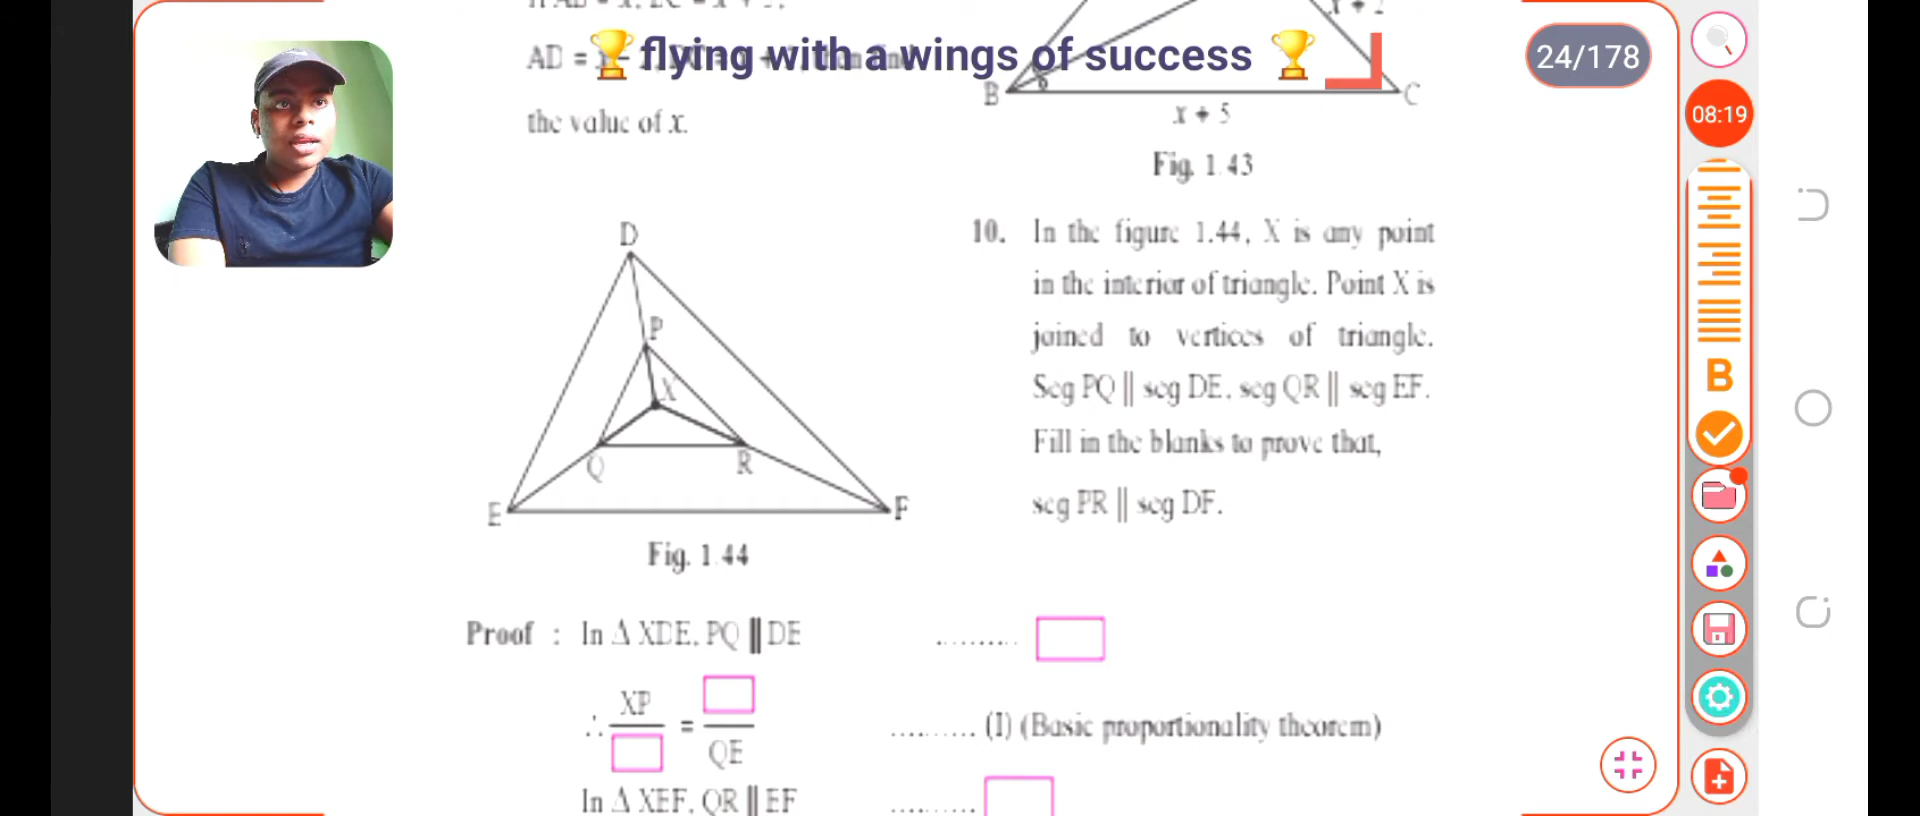 🏆 flying with a wings of success 🏆
24/178
08:19
AD =
the value of x.
x + 2
B
C
x + 5
Fig. 1.43
D
P
X
Q
R
E
F
Fig. 1.44
10. In the figure 1.44, X is any point
in the interior of triangle. Point X is
joined to vertices of triangle.
Seg PQ || seg DE, seg QR || seg EF.
Fill in the blanks to prove that,
seg PR || seg DF.
Proof : In Δ XDE, PQ || DE ..........
∴ XP / = / QE .......... (I) (Basic proportionality theorem)
In Δ XEF, QR || EF ..........
B